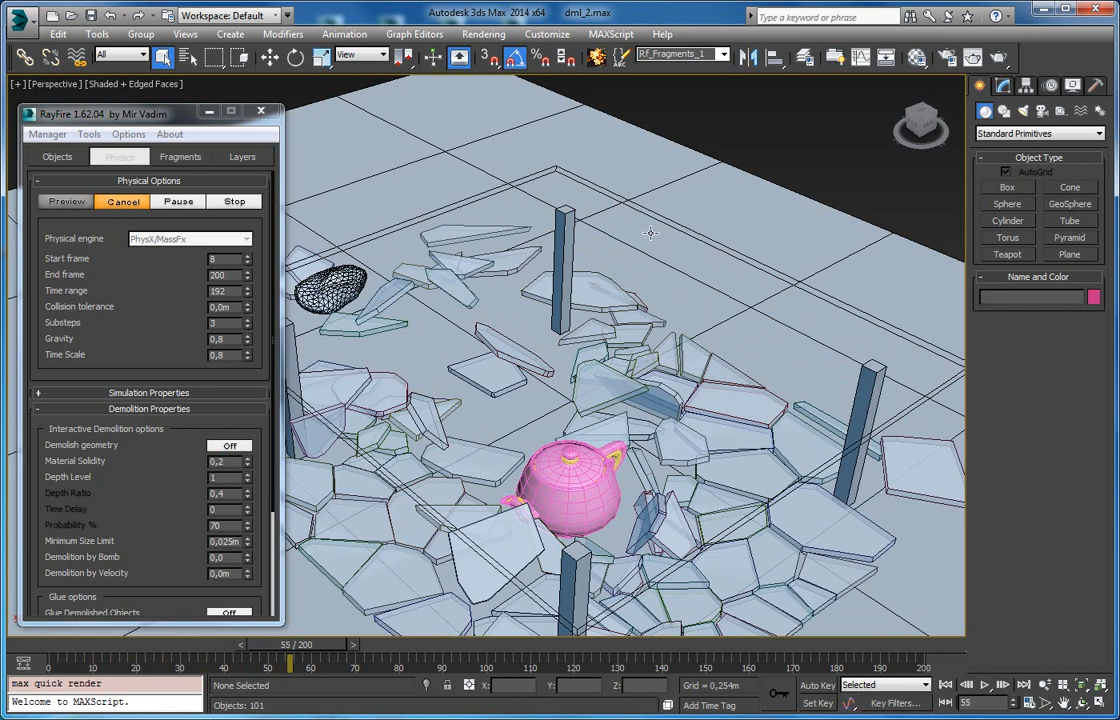 Workspace: Default
Autodesk 3ds Max 2014 x64 dml_2.max
Type a keyword or phrase
Edit Tools Group Views Create Modifiers Animation Graph Editors Rendering Customize MAXScript Help
All
View
Rf_Fragments_1
[+] [Perspective] [Shaded + Edged Faces]
RayFire 1.62.04 by Mir Vadim
Manager Tools Options About
Objects Physics Fragments Layers
- Physical Options
Preview Cancel Pause Stop
Physical engine PhysX/MassFx
Start frame 8
End frame 200
Time range 192
Collision tolerance 0,0m
Substeps 3
Gravity 0,8
Time Scale 0,8
+ Simulation Properties
- Demolition Properties
Interactive Demolition options
Demolish geometry Off
Material Solidity 0,2
Depth Level 1
Depth Ratio 0,4
Time Delay 0
Probability % 70
Minimum Size Limit 0,025m
Demolition by Bomb 0,0
Demolition by Velocity 0,0m
Glue options
Glue Demolished Objects Off
Standard Primitives
- Object Type
AutoGrid
Box Cone
Sphere GeoSphere
Cylinder Tube
Torus Pyramid
Teapot Plane
- Name and Color
< 55 / 200 >
0 10 20 30 40 50 60 70 80 90 100 110 120 130 140 150 160 170 180 190 200
max quick render
Welcome to MAXScript.
None Selected
Objects: 101
X: Y: Z:
Grid = 0,254m
Add Time Tag
Auto Key Selected
Set Key Key Filters...
55